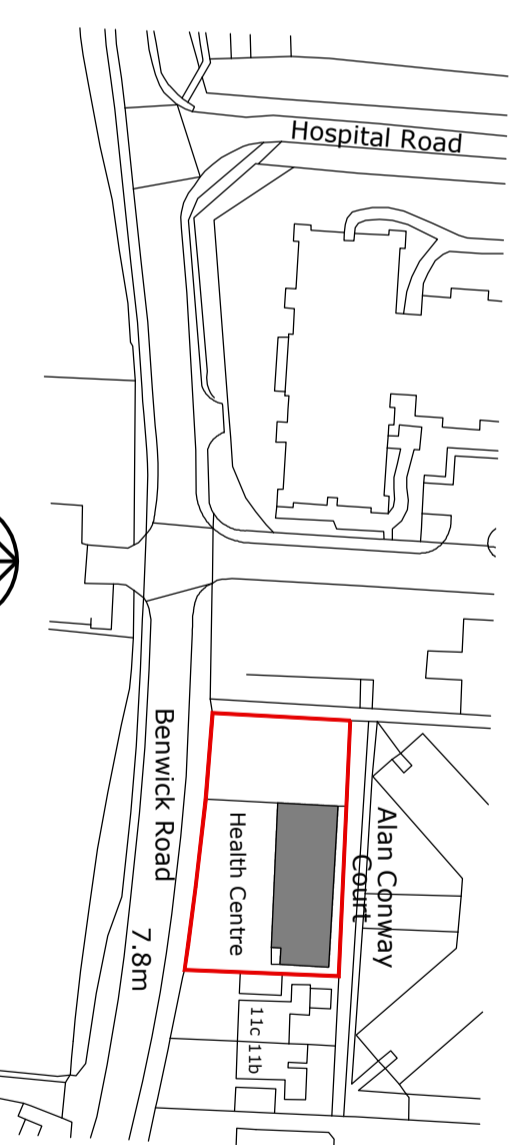 Hospital Road
Benwick Road
7.8m
Health Centre
Alan Conway
Court
11c
11b